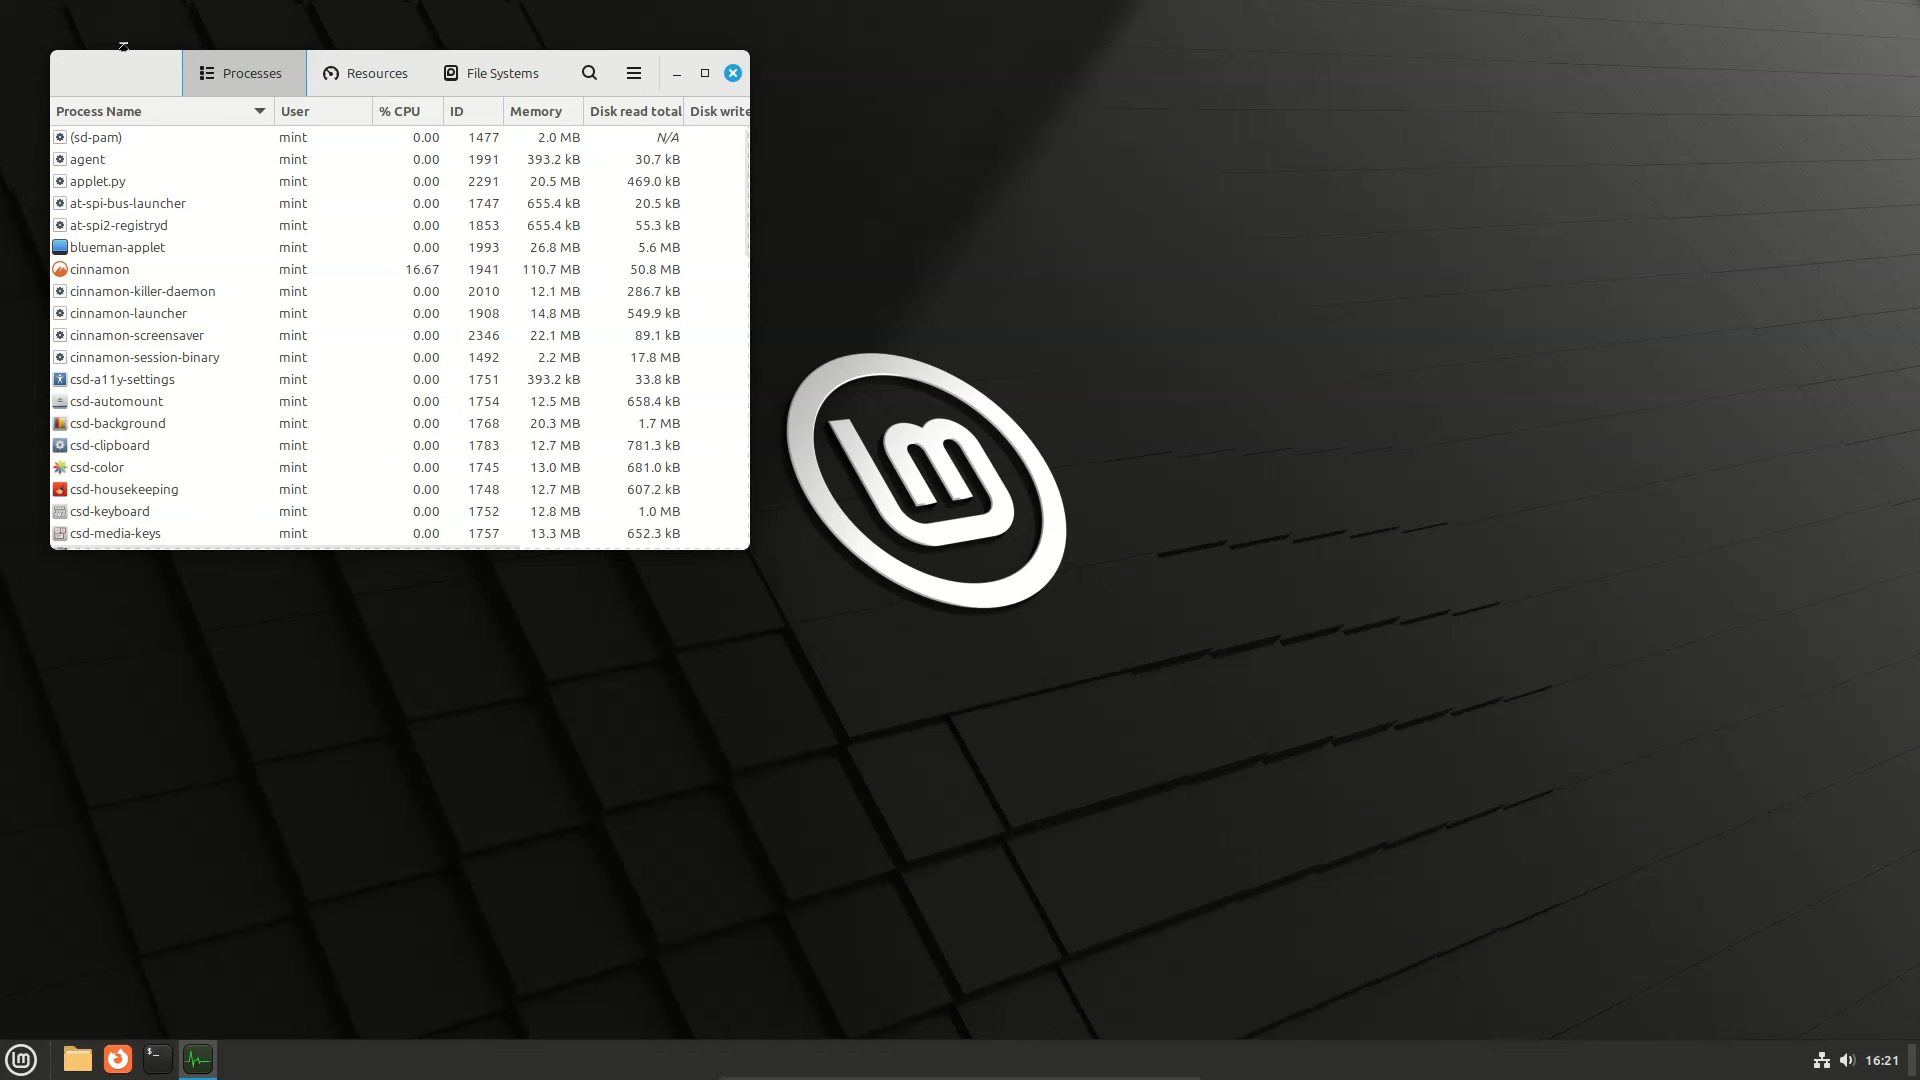 Processes Resources File Systems
Process Name User % CPU ID Memory Disk read total Disk write
(sd-pam) mint 0.00 1477 2.0 MB N/A
agent mint 0.00 1991 393.2 kB 30.7 kB
applet.py mint 0.00 2291 20.5 MB 469.0 kB
at-spi-bus-launcher mint 0.00 1747 655.4 kB 20.5 kB
at-spi2-registryd mint 0.00 1853 655.4 kB 55.3 kB
blueman-applet mint 0.00 1993 26.8 MB 5.6 MB
cinnamon mint 16.67 1941 110.7 MB 50.8 MB
cinnamon-killer-daemon mint 0.00 2010 12.1 MB 286.7 kB
cinnamon-launcher mint 0.00 1908 14.8 MB 549.9 kB
cinnamon-screensaver mint 0.00 2346 22.1 MB 89.1 kB
cinnamon-session-binary mint 0.00 1492 2.2 MB 17.8 MB
csd-a11y-settings mint 0.00 1751 393.2 kB 33.8 kB
csd-automount mint 0.00 1754 12.5 MB 658.4 kB
csd-background mint 0.00 1768 20.3 MB 1.7 MB
csd-clipboard mint 0.00 1783 12.7 MB 781.3 kB
csd-color mint 0.00 1745 13.0 MB 681.0 kB
csd-housekeeping mint 0.00 1748 12.7 MB 607.2 kB
csd-keyboard mint 0.00 1752 12.8 MB 1.0 MB
csd-media-keys mint 0.00 1757 13.3 MB 652.3 kB
16:21